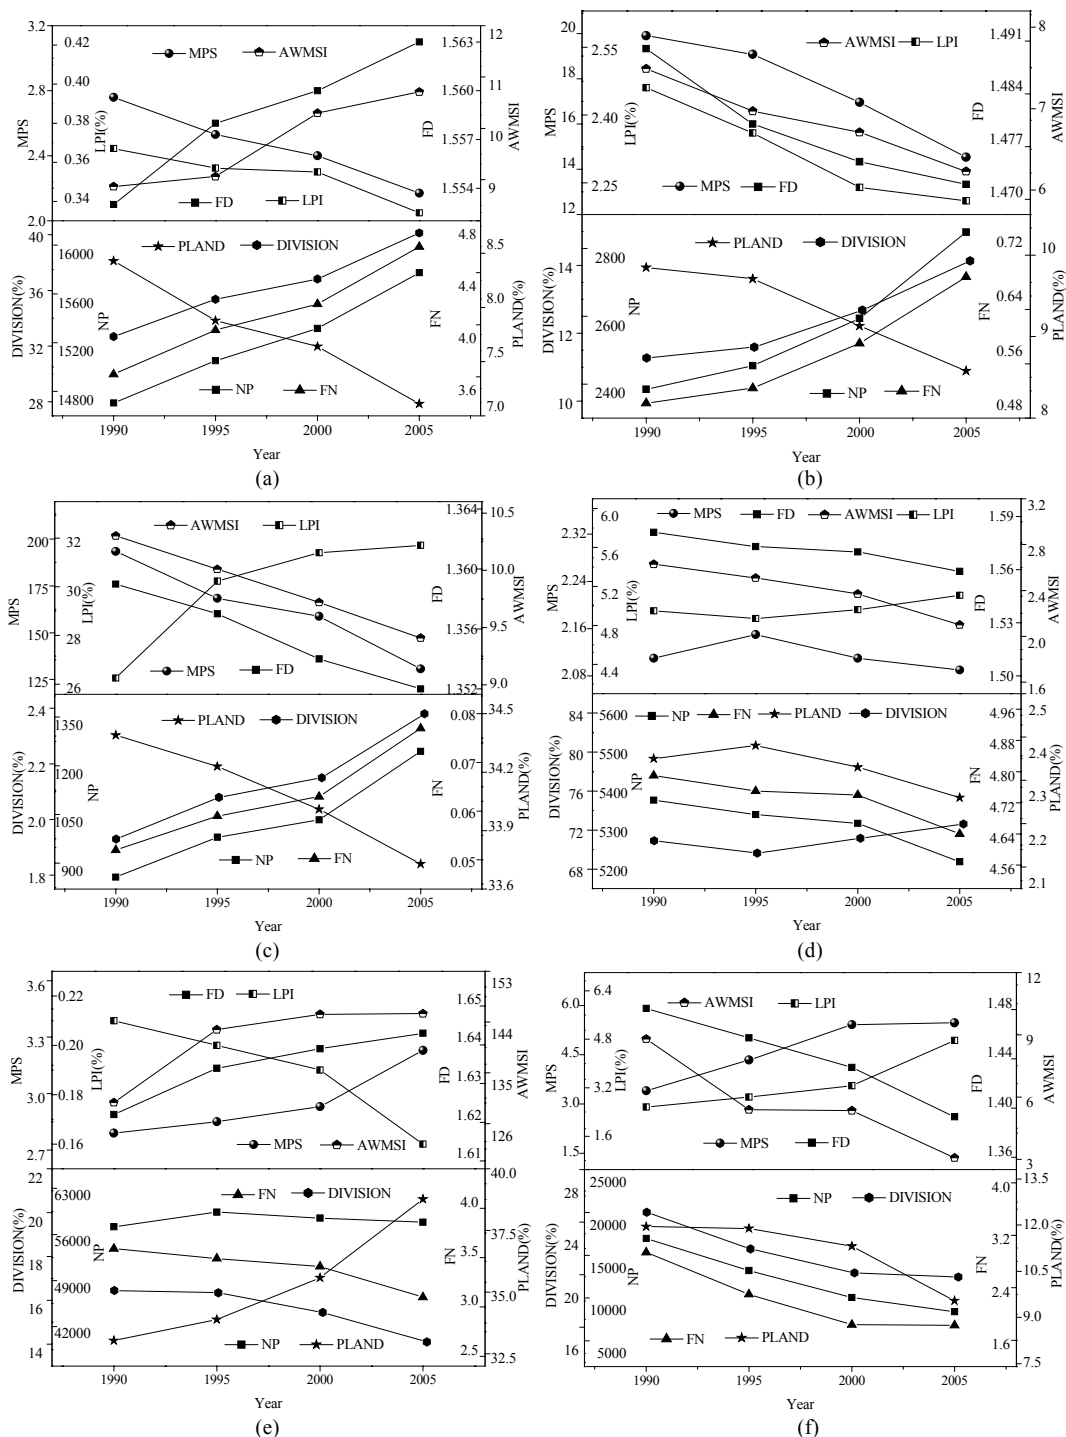 3.2
2.8
2.4
2.0
MPS
0.42
0.40
0.38
0.36
0.34
LPI(%)
MPS
AWMSI
FD
LPI
1.563
1.560
1.557
1.554
FD
12
11
10
9
AWMSI
40
36
32
28
DIVISION(%)
16000
15600
15200
14800
NP
PLAND
DIVISION
NP
FN
4.8
4.4
4.0
3.6
FN
8.5
8.0
7.5
7.0
PLAND(%)
1990
1995
2000
2005
Year
(a)
20
18
16
14
12
MPS
2.55
2.40
2.25
LPI(%)
AWMSI
LPI
MPS
FD
1.491
1.484
1.477
1.470
FD
8
7
6
AWMSI
14
12
10
DIVISION(%)
2800
2600
2400
NP
PLAND
DIVISION
NP
FN
0.72
0.64
0.56
0.48
FN
10
9
8
PLAND(%)
1990
1995
2000
2005
Year
(b)
200
175
150
125
MPS
32
30
28
26
LPI(%)
AWMSI
LPI
MPS
FD
1.364
1.360
1.356
1.352
FD
10.5
10.0
9.5
9.0
AWMSI
2.4
2.2
2.0
1.8
DIVISION(%)
1350
1200
1050
900
NP
PLAND
DIVISION
NP
FN
0.08
0.07
0.06
0.05
FN
34.5
34.2
33.9
33.6
PLAND(%)
1990
1995
2000
2005
Year
(c)
2.32
2.24
2.16
2.08
MPS
6.0
5.6
5.2
4.8
4.4
LPI(%)
MPS
FD
AWMSI
LPI
1.59
1.56
1.53
1.50
FD
3.2
2.8
2.4
2.0
1.6
AWMSI
84
80
76
72
68
DIVISION(%)
5600
5500
5400
5300
5200
NP
NP
FN
PLAND
DIVISION
4.96
4.88
4.80
4.72
4.64
4.56
FN
2.5
2.4
2.3
2.2
2.1
PLAND(%)
1990
1995
2000
2005
Year
(d)
3.6
3.3
3.0
2.7
MPS
0.22
0.20
0.18
0.16
LPI(%)
FD
LPI
MPS
AWMSI
1.65
1.64
1.63
1.62
1.61
FD
153
144
135
126
AWMSI
22
20
18
16
14
DIVISION(%)
63000
56000
49000
42000
NP
FN
DIVISION
NP
PLAND
4.0
3.5
3.0
2.5
FN
40.0
37.5
35.0
32.5
PLAND(%)
1990
1995
2000
2005
Year
(e)
6.0
4.5
3.0
1.5
MPS
6.4
4.8
3.2
1.6
LPI(%)
AWMSI
LPI
MPS
FD
1.48
1.44
1.40
1.36
FD
12
9
6
3
AWMSI
28
24
20
16
DIVISION(%)
25000
20000
15000
10000
5000
NP
NP
DIVISION
FN
PLAND
4.0
3.2
2.4
1.6
FN
13.5
12.0
10.5
9.0
7.5
PLAND(%)
1990
1995
2000
2005
Year
(f)